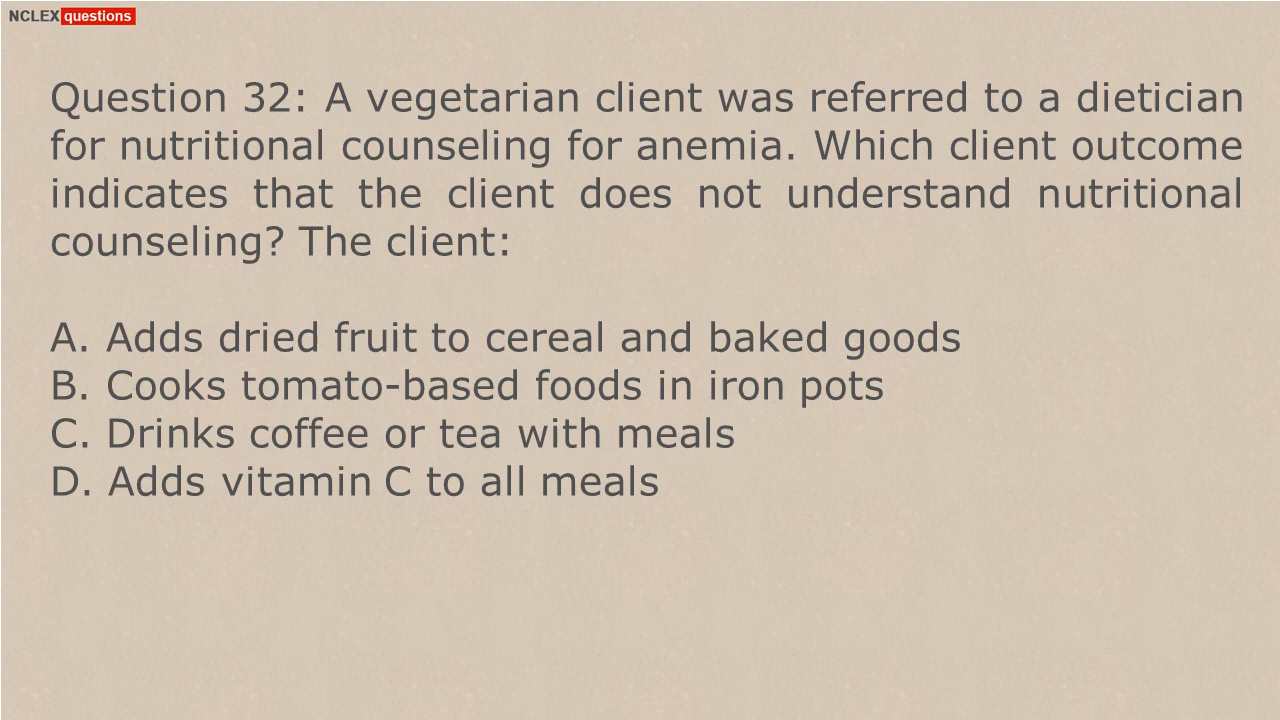 NCLEX questions
Question 32: A vegetarian client was referred to a dietician
for nutritional counseling for anemia. Which client outcome
indicates that the client does not understand nutritional
counseling? The client:
A. Adds dried fruit to cereal and baked goods
B. Cooks tomato-based foods in iron pots
C. Drinks coffee or tea with meals
D. Adds vitamin C to all meals